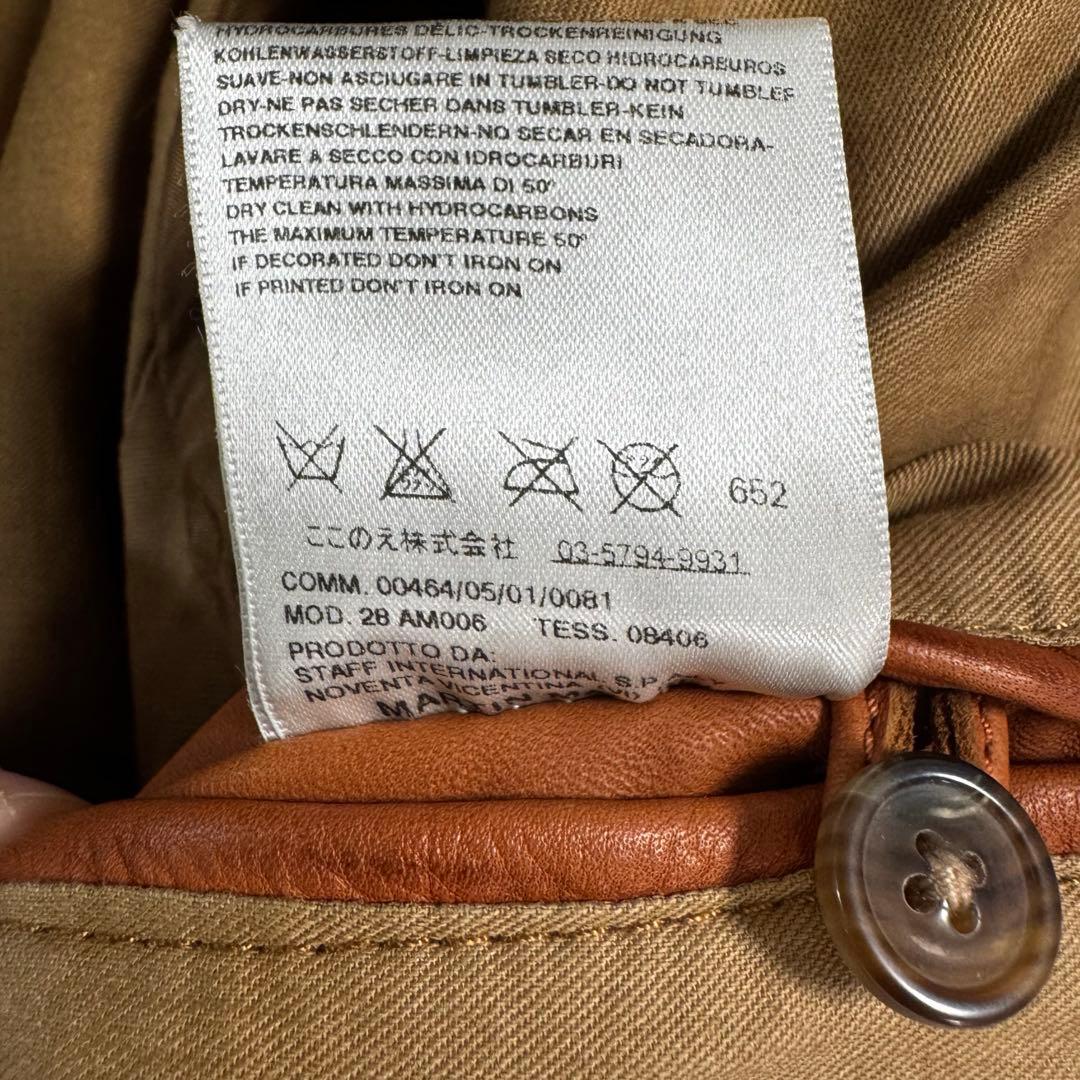 HYDROCARBURES DELIC-TROCKENREINIGUNG
KOHLENWASSERSTOFF-LIMPIEZA SECO HIDROCARBUROS
SUAVE-NON ASCIUGARE IN TUMBLER-DO NOT TUMBLER
DRY-NE PAS SECHER DANS TUMBLER-KEIN
TROCKENSCHLENDERN-NO SECAR EN SECADORA-
LAVARE A SECCO CON IDROCARBURI
TEMPERATURA MASSIMA DI 50°
DRY CLEAN WITH HYDROCARBONS
THE MAXIMUM TEMPERATURE 50°
IF DECORATED DON'T IRON ON
IF PRINTED DON'T IRON ON
652
ここのえ株式会社 03-5794-9931
COMM. 00464/05/01/0081
MOD. 28 AM006 TESS. 08406
PRODOTTO DA:
STAFF INTERNATIONAL S.P.A.
NOVENTA VICENTINA